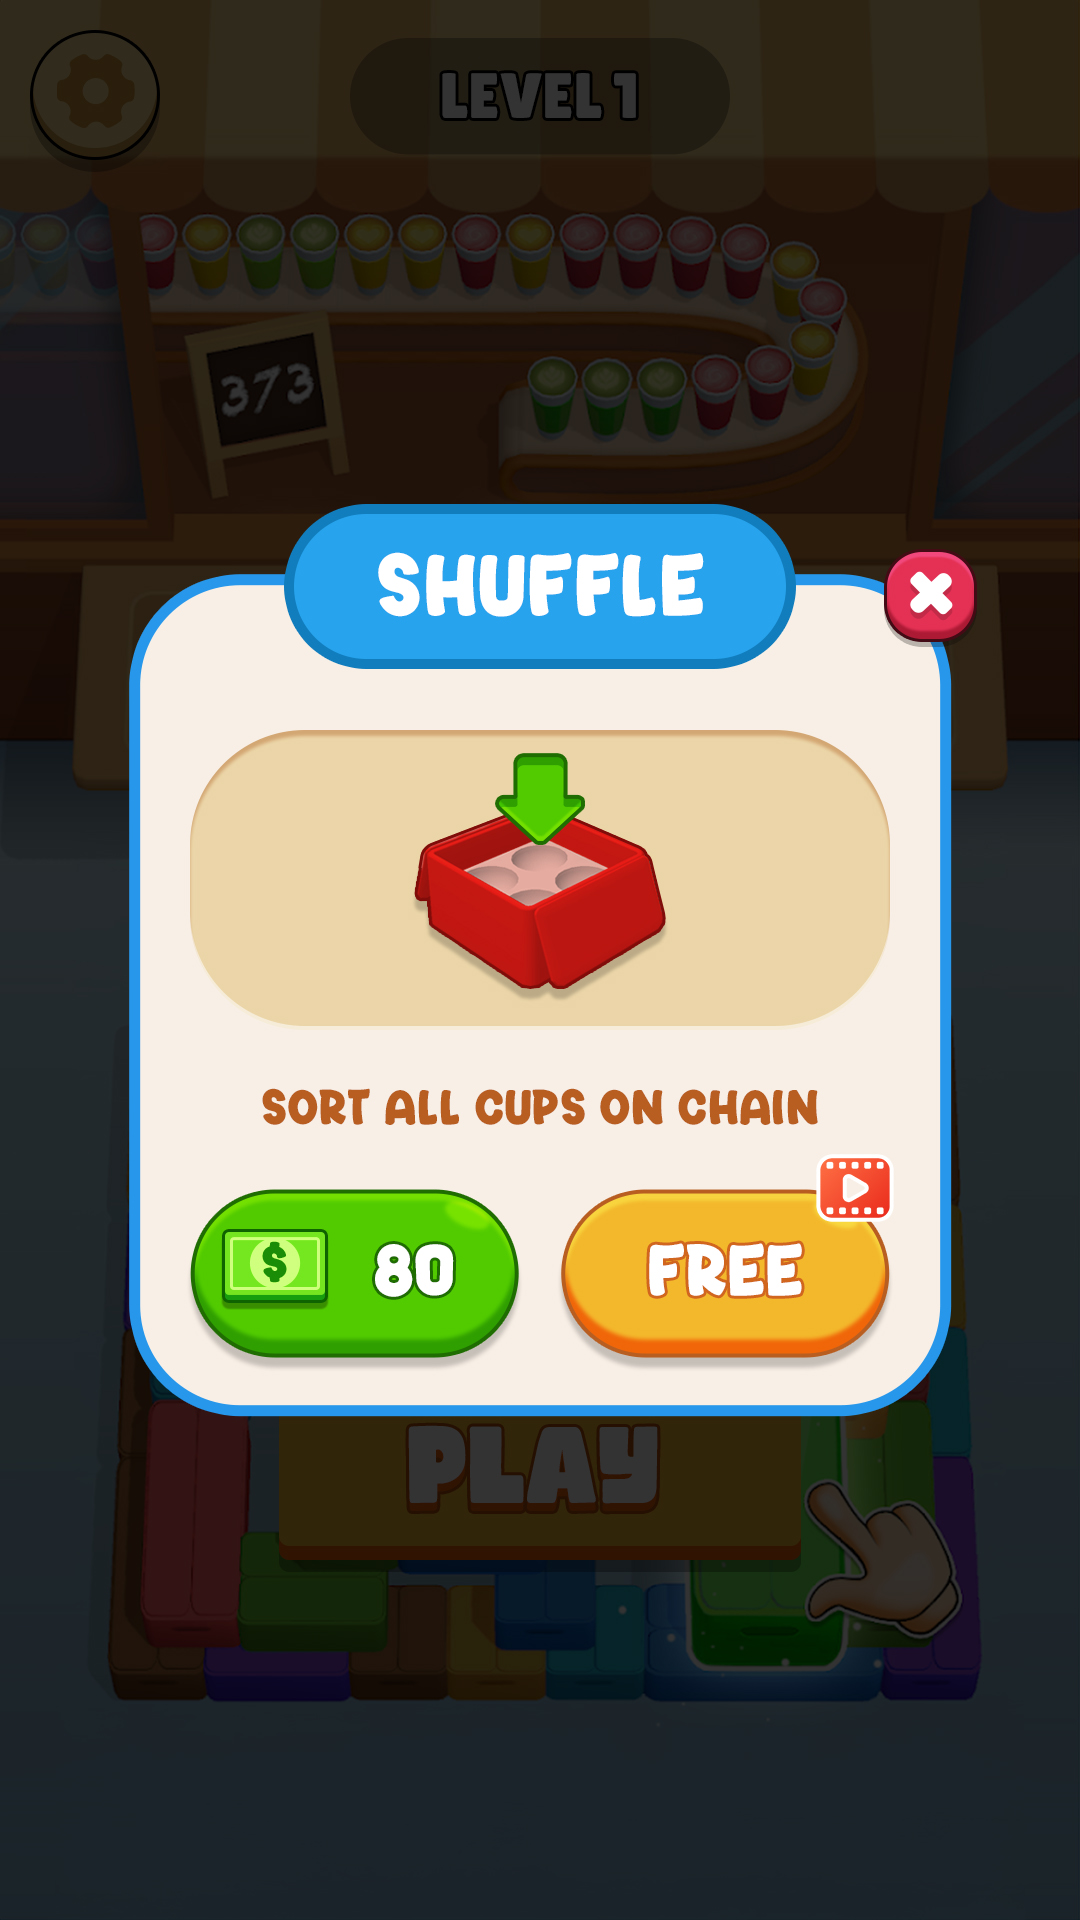 LEVEL 1
373
SHUFFLE
SORT ALL CUPS ON CHAIN
$ 80
FREE
PLAY